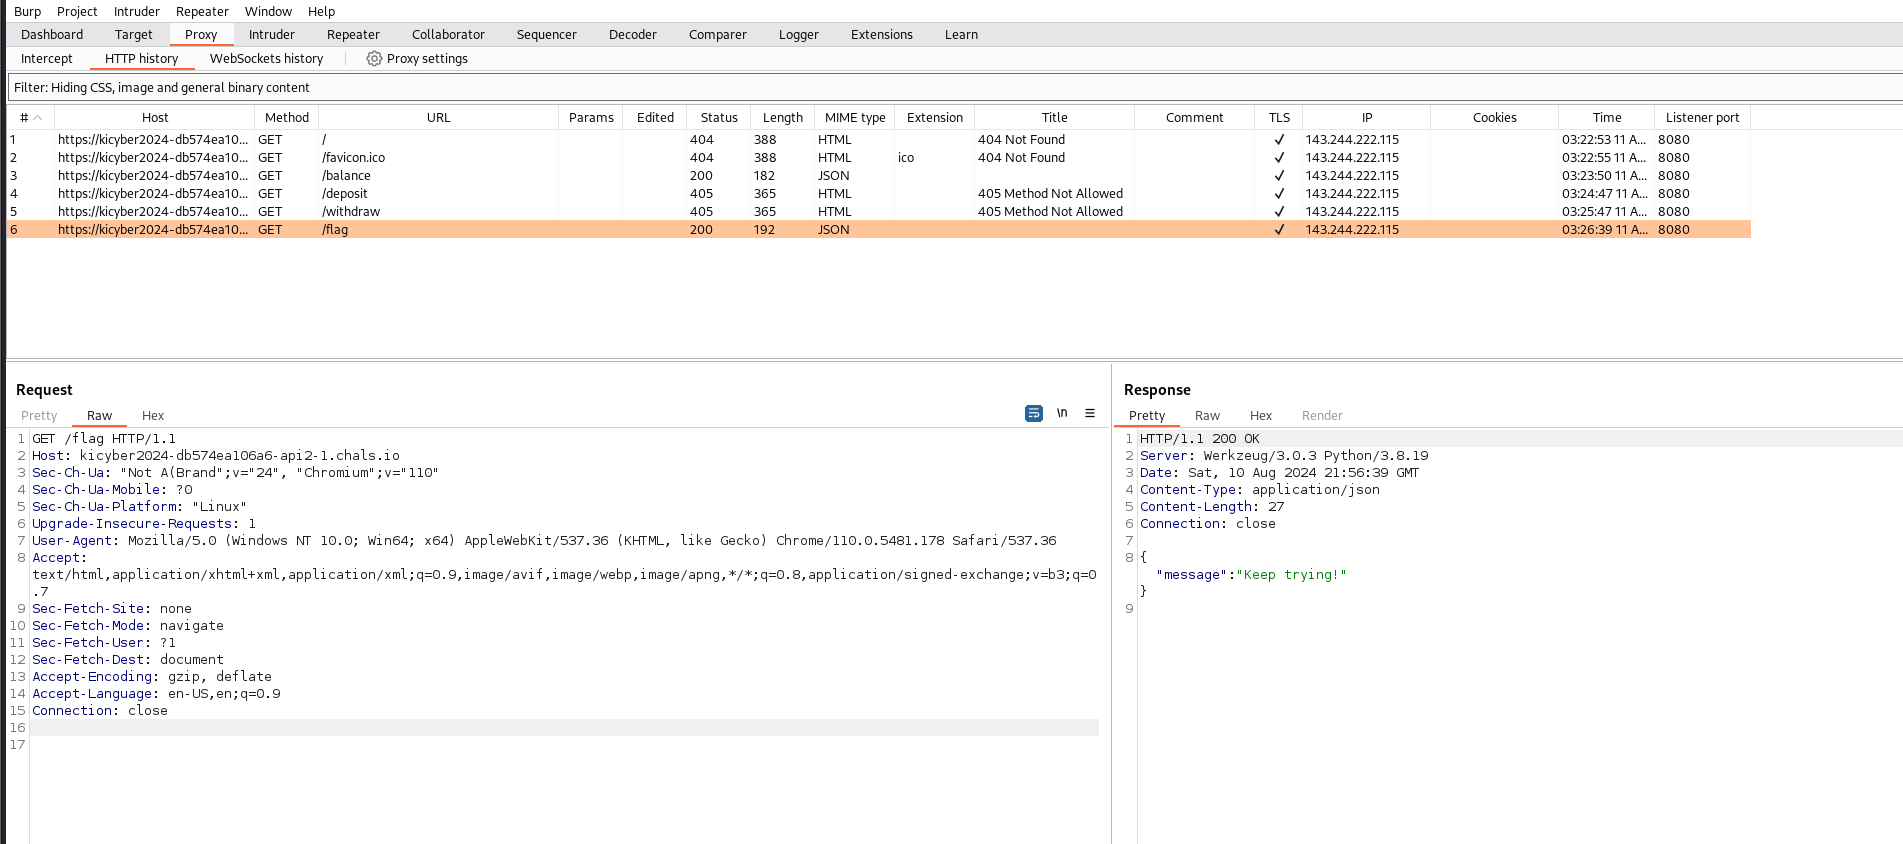 Burp Project Intruder Repeater Window Help
Dashboard Target Proxy Intruder Repeater Collaborator Sequencer Decoder Comparer Logger Extensions Learn
Intercept HTTP history WebSockets history Proxy settings
Filter: Hiding CSS, image and general binary content
# Host Method URL Params Edited Status Length MIME type Extension Title Comment TLS IP Cookies Time Listener port
1 https://kicyber2024-db574ea10... GET / 404 388 HTML 404 Not Found ✓ 143.244.222.115 03:22:53 11 A... 8080
2 https://kicyber2024-db574ea10... GET /favicon.ico 404 388 HTML ico 404 Not Found ✓ 143.244.222.115 03:22:55 11 A... 8080
3 https://kicyber2024-db574ea10... GET /balance 200 182 JSON ✓ 143.244.222.115 03:23:50 11 A... 8080
4 https://kicyber2024-db574ea10... GET /deposit 405 365 HTML 405 Method Not Allowed ✓ 143.244.222.115 03:24:47 11 A... 8080
5 https://kicyber2024-db574ea10... GET /withdraw 405 365 HTML 405 Method Not Allowed ✓ 143.244.222.115 03:25:47 11 A... 8080
6 https://kicyber2024-db574ea10... GET /flag 200 192 JSON ✓ 143.244.222.115 03:26:39 11 A... 8080
Request
Pretty Raw Hex \n
1 GET /flag HTTP/1.1
2 Host: kicyber2024-db574ea106a6-api2-1.chals.io
3 Sec-Ch-Ua: "Not A(Brand";v="24", "Chromium";v="110"
4 Sec-Ch-Ua-Mobile: ?0
5 Sec-Ch-Ua-Platform: "Linux"
6 Upgrade-Insecure-Requests: 1
7 User-Agent: Mozilla/5.0 (Windows NT 10.0; Win64; x64) AppleWebKit/537.36 (KHTML, like Gecko) Chrome/110.0.5481.178 Safari/537.36
8 Accept:
text/html,application/xhtml+xml,application/xml;q=0.9,image/avif,image/webp,image/apng,*/*;q=0.8,application/signed-exchange;v=b3;q=0
.7
9 Sec-Fetch-Site: none
10 Sec-Fetch-Mode: navigate
11 Sec-Fetch-User: ?1
12 Sec-Fetch-Dest: document
13 Accept-Encoding: gzip, deflate
14 Accept-Language: en-US,en;q=0.9
15 Connection: close
16
17
Response
Pretty Raw Hex Render
1 HTTP/1.1 200 OK
2 Server: Werkzeug/3.0.3 Python/3.8.19
3 Date: Sat, 10 Aug 2024 21:56:39 GMT
4 Content-Type: application/json
5 Content-Length: 27
6 Connection: close
7
8 {
"message":"Keep trying!"
}
9